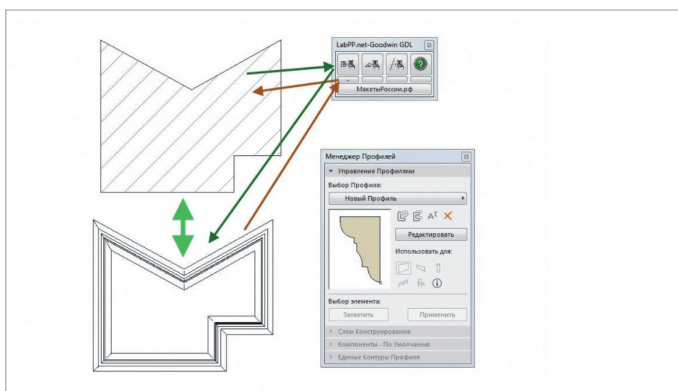 LabPP.net-Goodwin GDL
МакетыРоссии.рф
Менеджер Профилей
Управление Профилями
Выбор Профиля:
Новый Профиль
Редактировать
Использовать для:
Выбор элемента:
Захватить Применить
Слои Конструирования
Компоненты - По Умолчанию
Единые Контуры Профиля